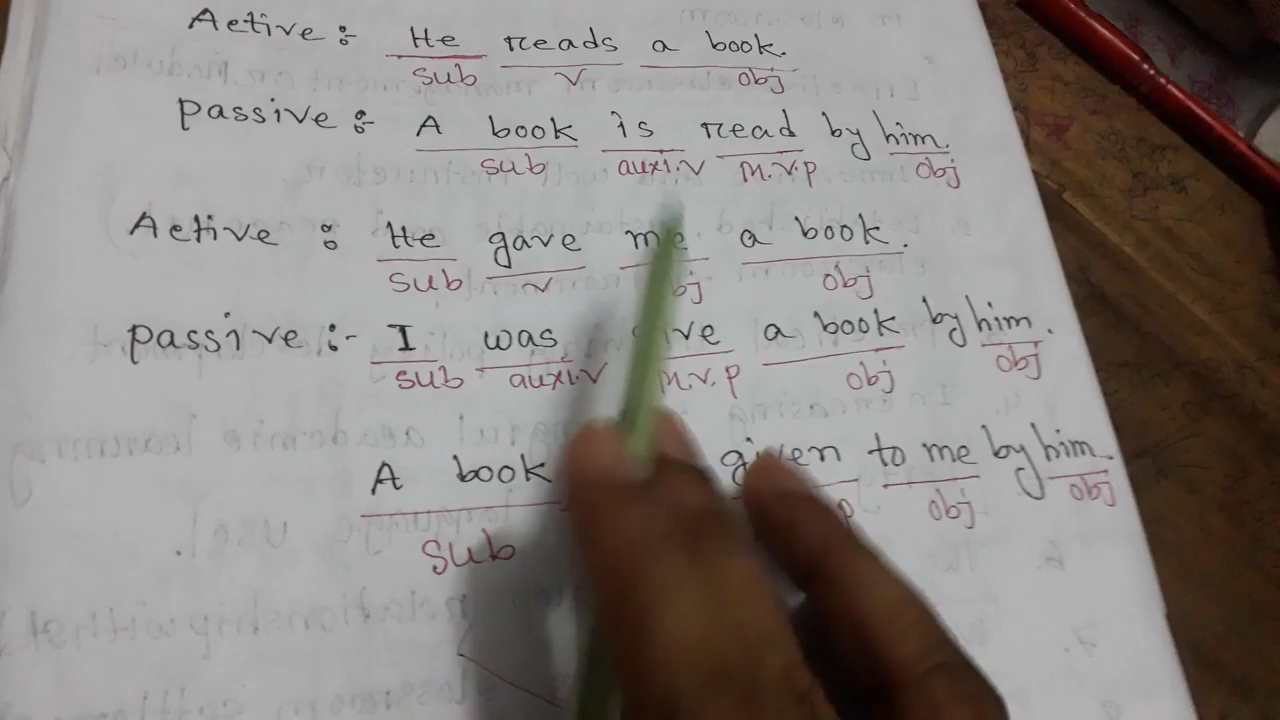 Active :- He reads a book.
sub v obj
Passive :- A book is read by him.
sub auxi.v m.v.p obj
Active : He gave me a book.
sub v obj
passive :- I was a book by him.
sub auxi.v m.v.p obj obj
A book given to me by him.
sub obj obj